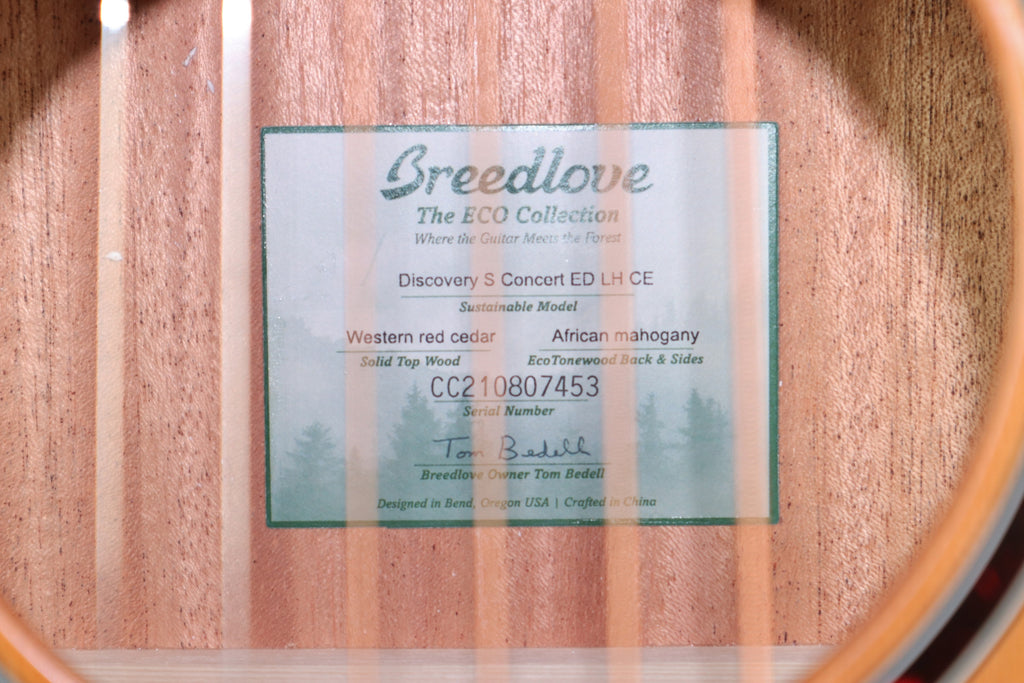 Breedlove
The ECO Collection
Where the Guitar Meets the Forest
Discovery S Concert ED LH CE
Sustainable Model
Western red cedar African mahogany
Solid Top Wood EcoTonewood Back & Sides
CC210807453
Serial Number
Tom Bedell
Breedlove Owner Tom Bedell
Designed in Bend, Oregon USA | Crafted in China